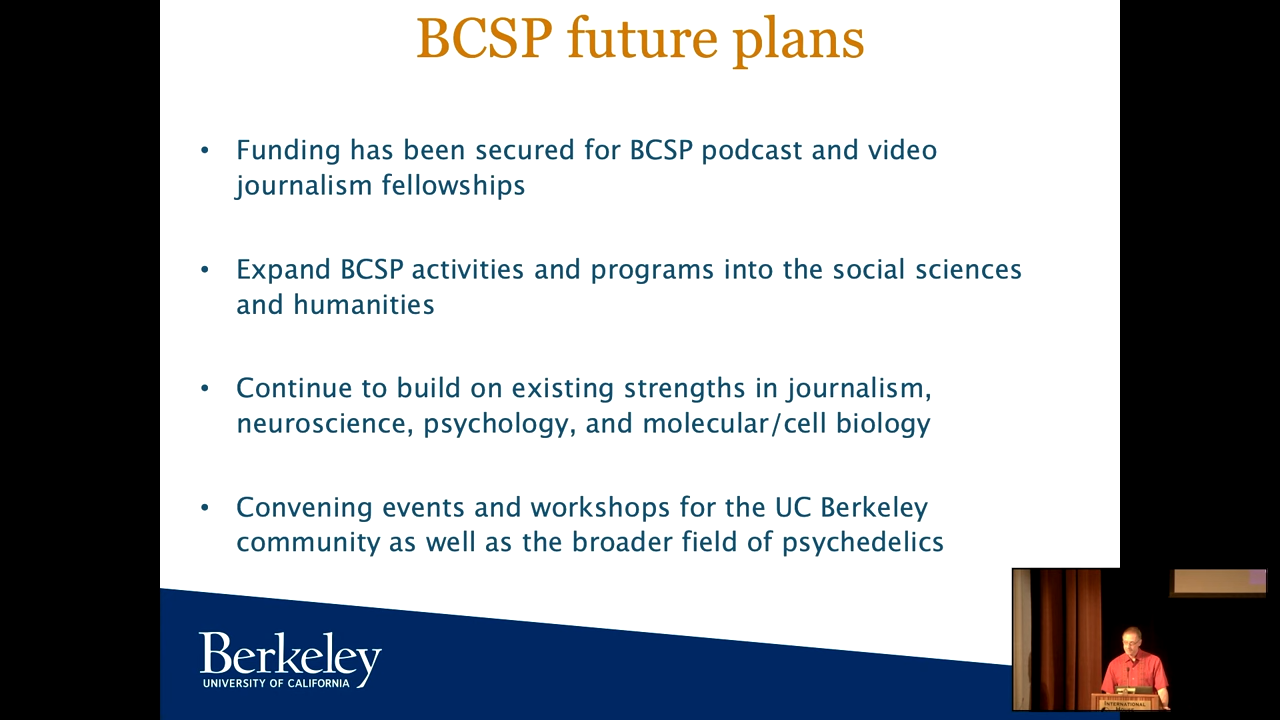 BCSP future plans
• Funding has been secured for BCSP podcast and video
journalism fellowships
• Expand BCSP activities and programs into the social sciences
and humanities
• Continue to build on existing strengths in journalism,
neuroscience, psychology, and molecular/cell biology
• Convening events and workshops for the UC Berkeley
community as well as the broader field of psychedelics
Berkeley
UNIVERSITY OF CALIFORNIA
INTERNATIONAL